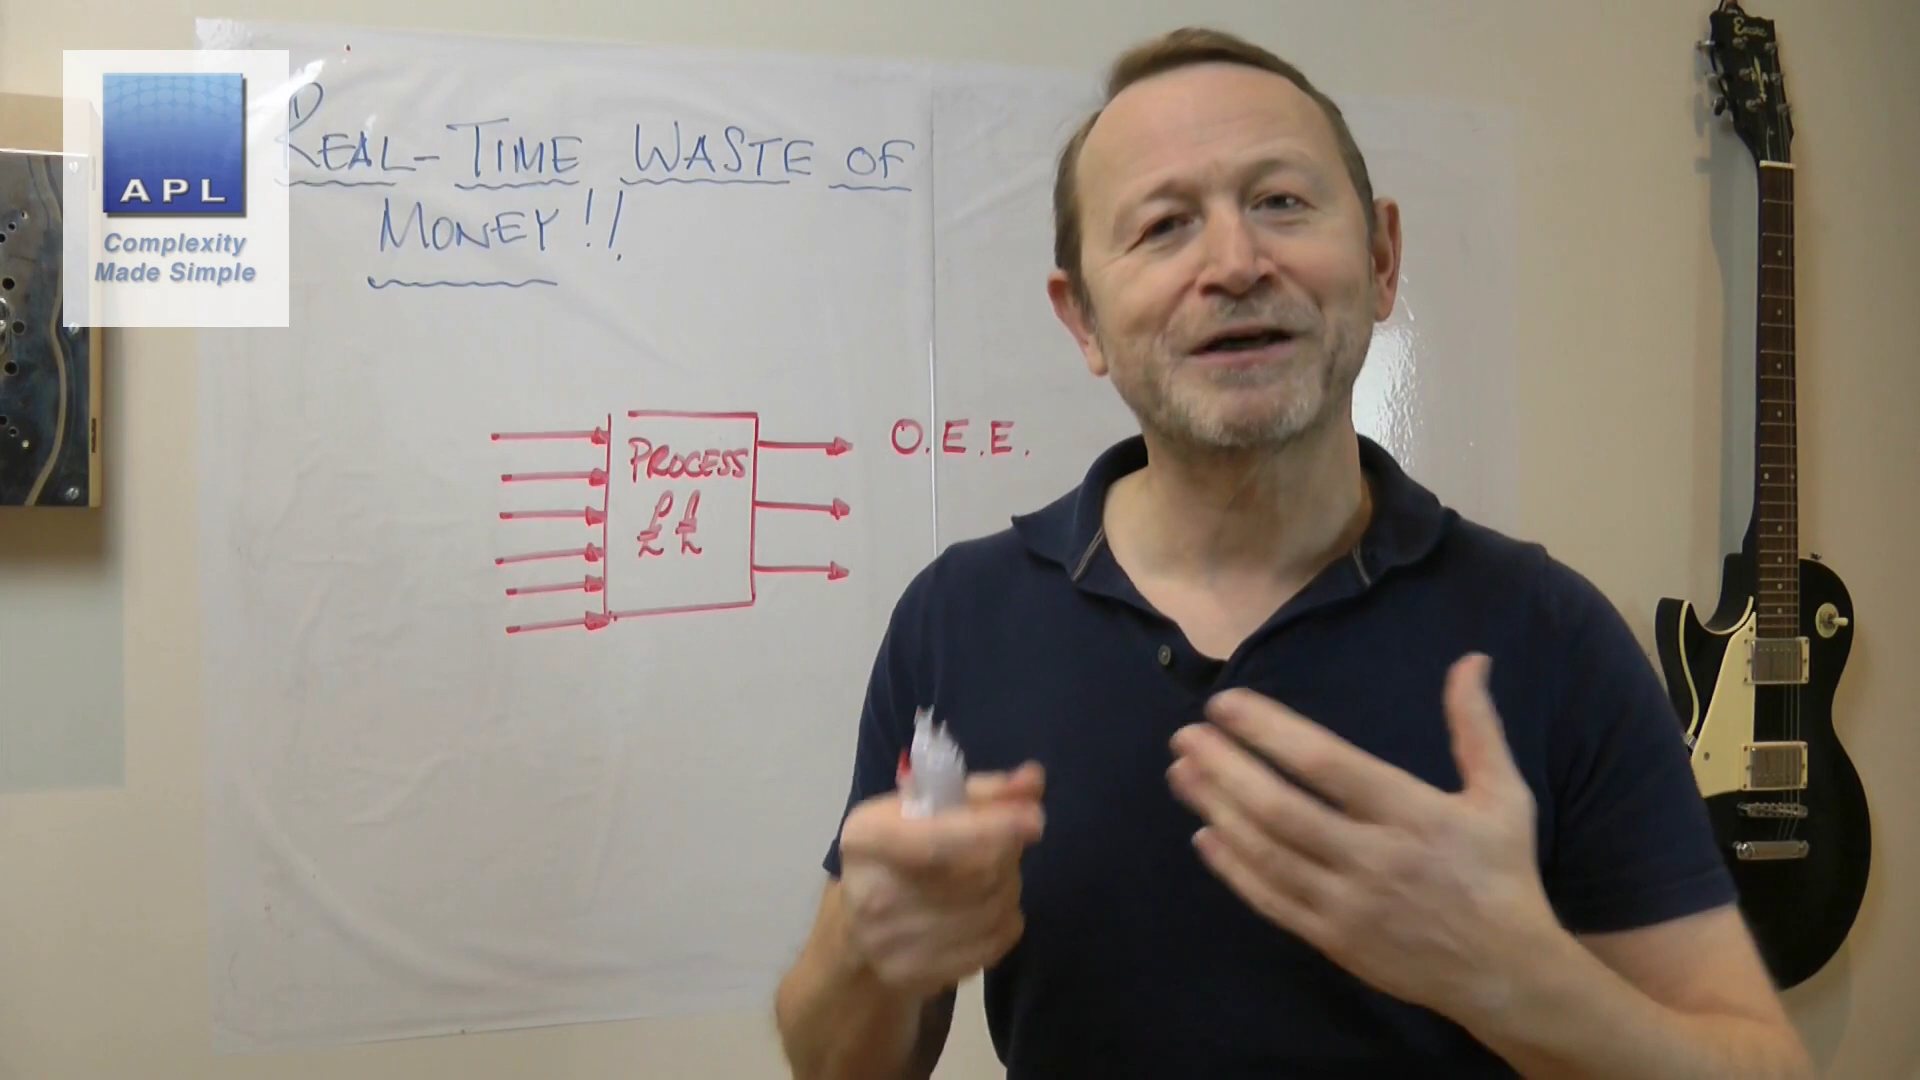 APL
Complexity
Made Simple
REAL-TIME WASTE OF
MONEY!!
PROCESS
££
O.E.E.